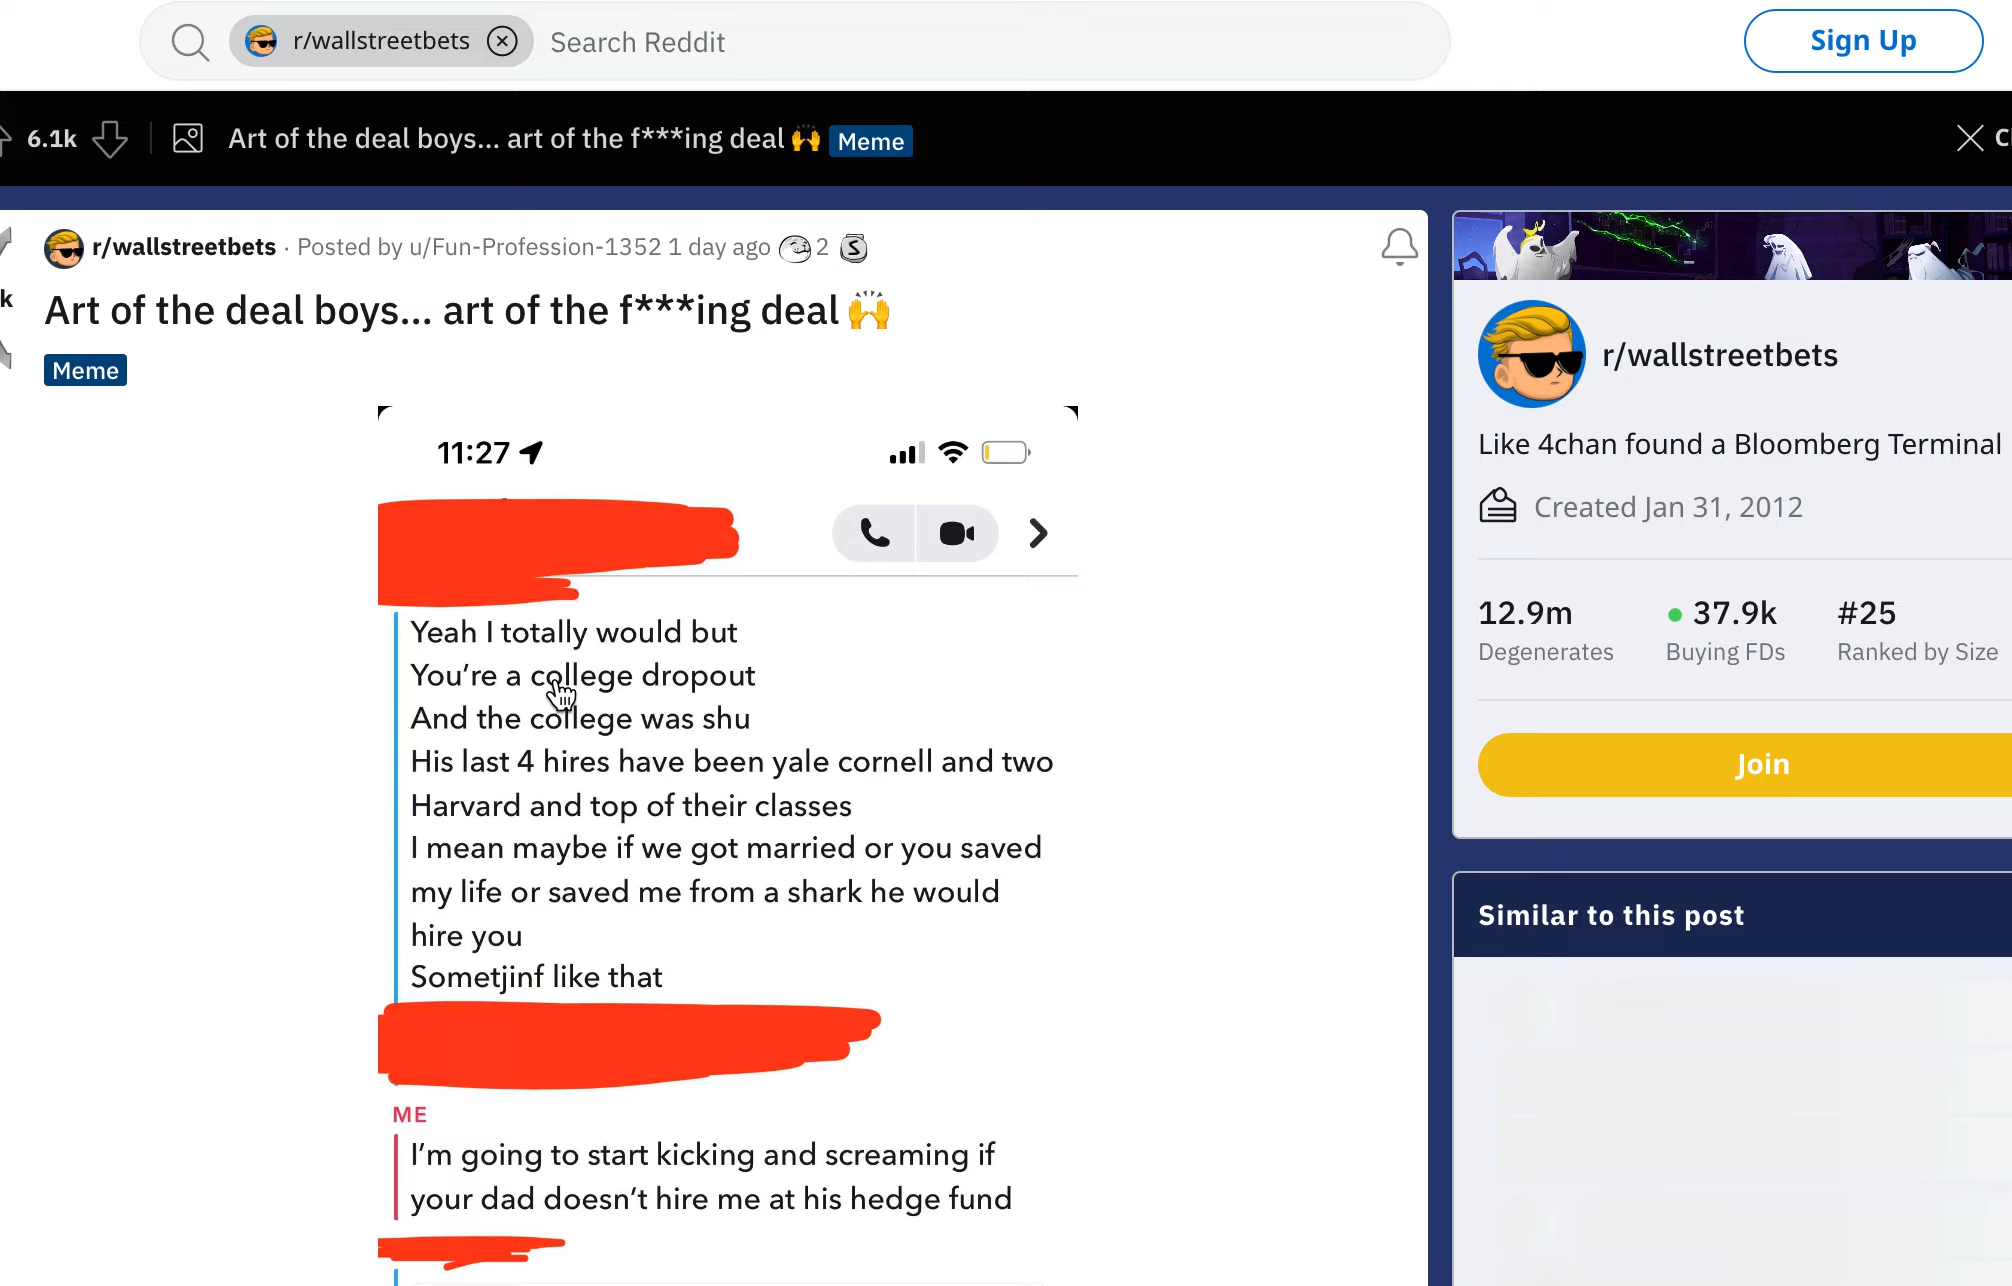 r/wallstreetbets
Search Reddit
Sign Up
6.1k
Art of the deal boys... art of the f***ing deal 🙌 Meme
r/wallstreetbets · Posted by u/Fun-Profession-1352 1 day ago 2
k
Art of the deal boys... art of the f***ing deal 🙌
Meme
11:27
Yeah I totally would but
You're a college dropout
And the college was shu
His last 4 hires have been yale cornell and two
Harvard and top of their classes
I mean maybe if we got married or you saved
my life or saved me from a shark he would
hire you
Sometjinf like that
ME
I'm going to start kicking and screaming if
your dad doesn't hire me at his hedge fund
r/wallstreetbets
Like 4chan found a Bloomberg Terminal
Created Jan 31, 2012
12.9m 37.9k #25
Degenerates Buying FDs Ranked by Size
Join
Similar to this post